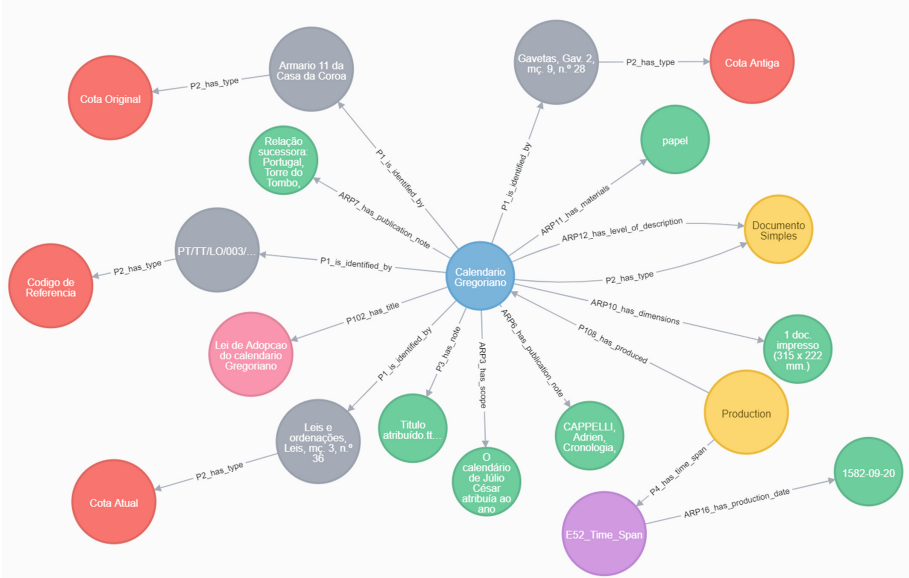 Cota Original
P2_has_type
Armario 11 da
Casa da Coroa
Gavetas, Gav. 2,
mç. 9, n.º 28
P2_has_type
Cota Antiga
Relação
sucessora:
Portugal,
Torre do
Tombo,
P1_is_identified_by
P1_is_identified_by
papel
ARP7_has_publication_note
ARP11_has_materials
ARP12_has_level_of_description
Documento
Simples
PT/TT/LO/003/...
P2_has_type
Codigo de
Referencia
P1_is_identified_by
Calendario
Gregoriano
P2_has_type
P102_has_title
ARP10_has_dimensions
Lei de Adopcao
do calendario
Gregoriano
P1_is_identified_by
P3_has_note
ARP3_has_scope
ARP6_has_publication_note
P108_has_produced
1 doc.
impresso
(315 x 222
mm.)
Leis e
ordenações,
Leis, mç. 3, n.º
36
Titulo
atribuído.tt...
CAPPELLI,
Adrien,
Cronologia,
Production
P2_has_type
Cota Atual
O
calendário
de Júlio
César
atribuía ao
ano
P4_has_time_span
1582-09-20
ARP16_has_production_date
E52_Time_Span